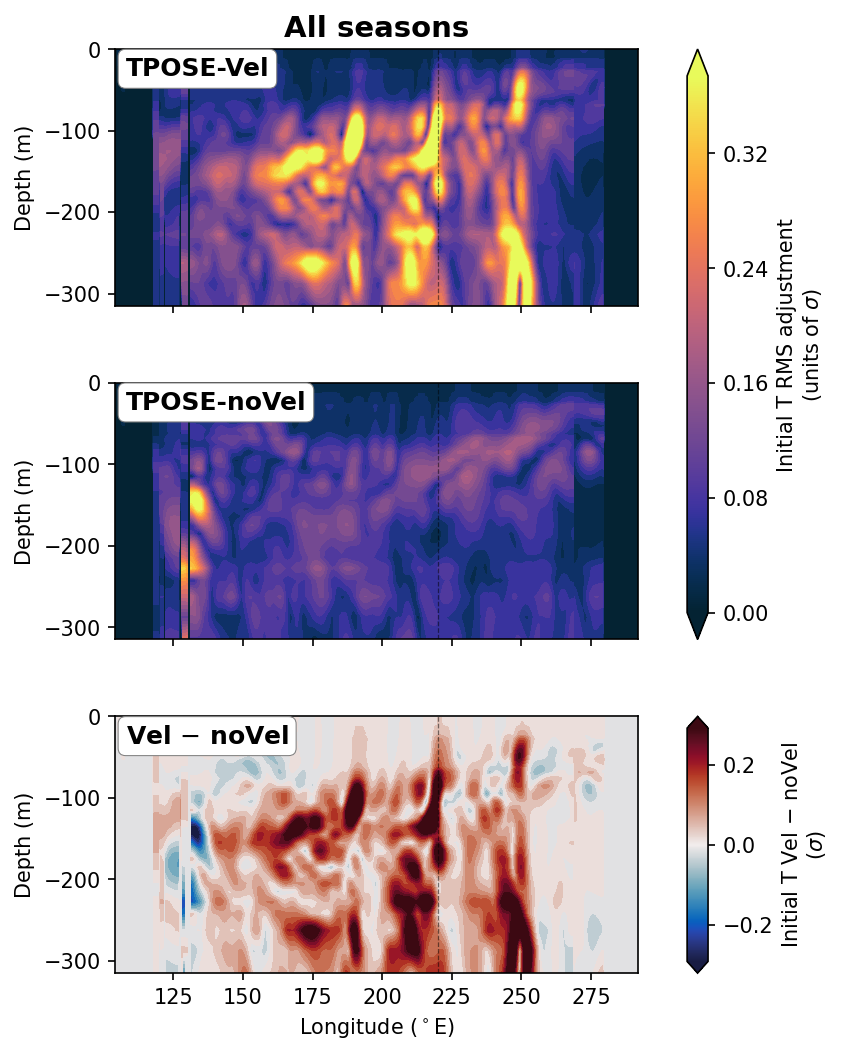 All seasons
TPOSE-Vel
0
−100
−200
−300
Depth (m)
TPOSE-noVel
0
−100
−200
−300
Depth (m)
0.32
0.24
0.16
0.08
0.00
Initial T RMS adjustment
(units of σ)
Vel − noVel
0
−100
−200
−300
Depth (m)
125 150 175 200 225 250 275
Longitude (°E)
0.2
0.0
−0.2
Initial T Vel − noVel
(σ)